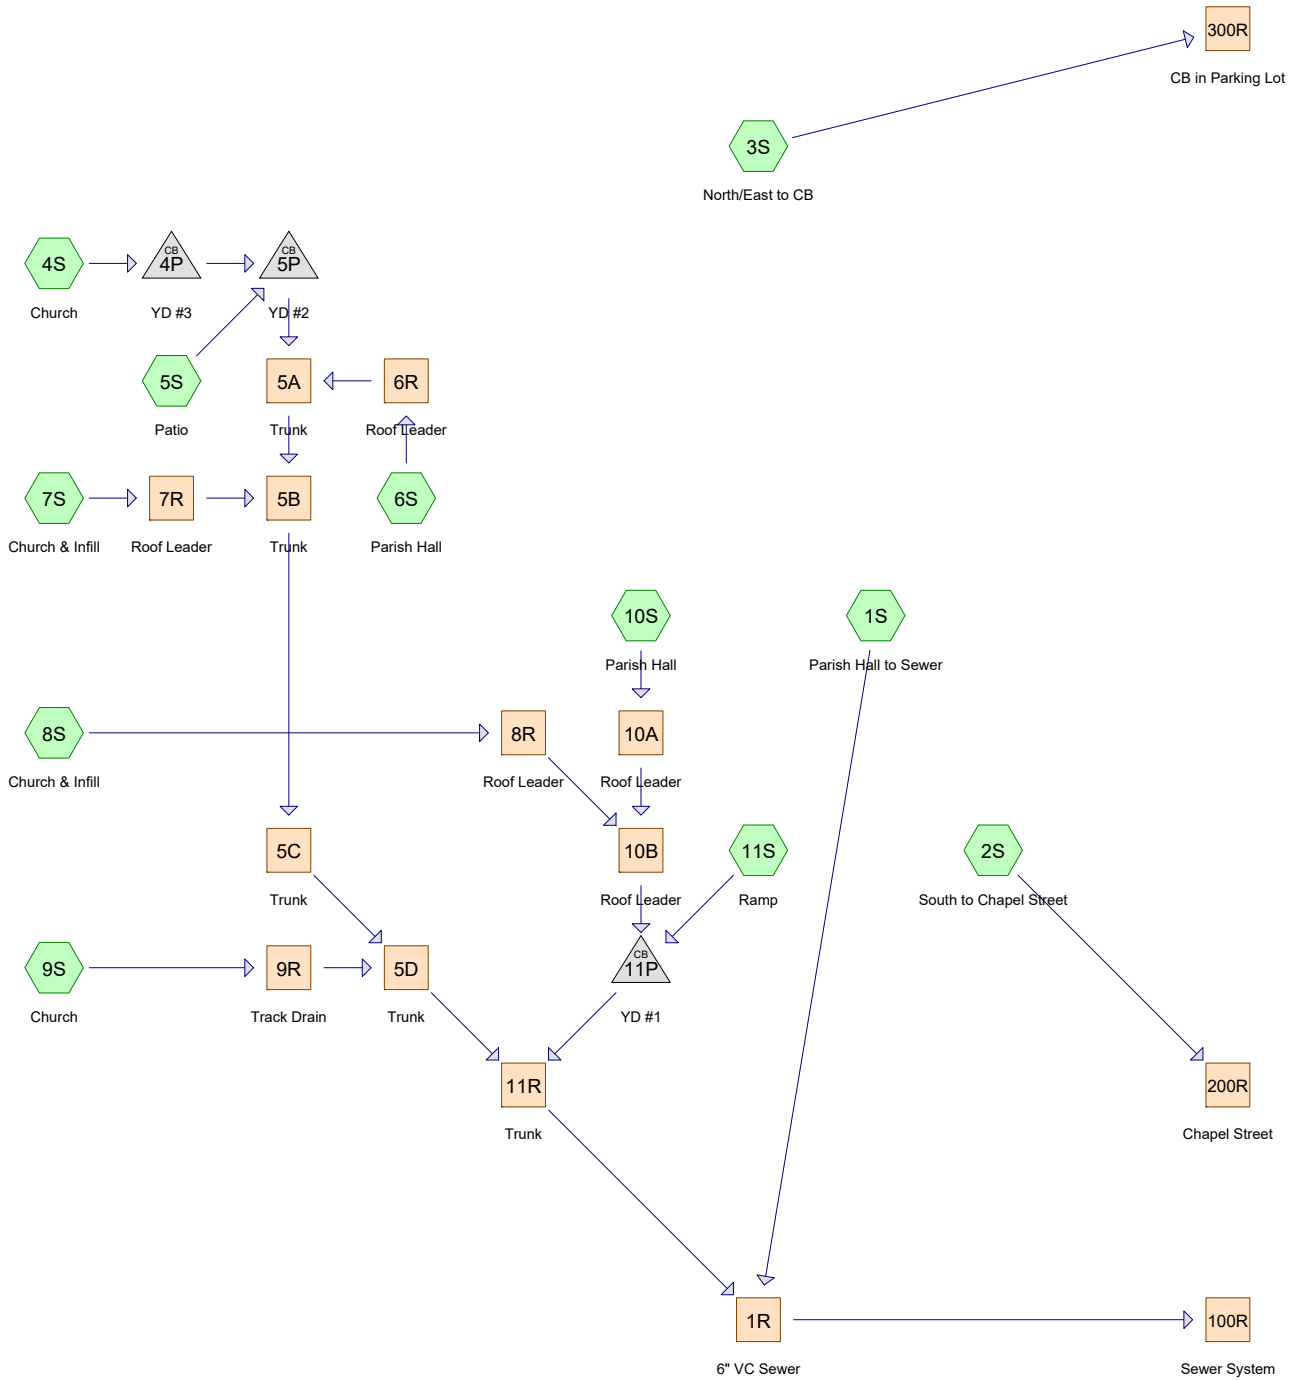 300R
CB in Parking Lot
3S
North/East to CB
4S
Church
CB
4P
YD #3
CB
5P
YD #2
5S
Patio
5A
Trunk
6R
Roof Leader
7S
Church & Infill
7R
Roof Leader
5B
Trunk
6S
Parish Hall
10S
Parish Hall
1S
Parish Hall to Sewer
8S
Church & Infill
8R
Roof Leader
10A
Roof Leader
5C
Trunk
10B
Roof Leader
11S
Ramp
2S
South to Chapel Street
9S
Church
9R
Track Drain
5D
Trunk
CB
11P
YD #1
11R
Trunk
200R
Chapel Street
1R
6" VC Sewer
100R
Sewer System